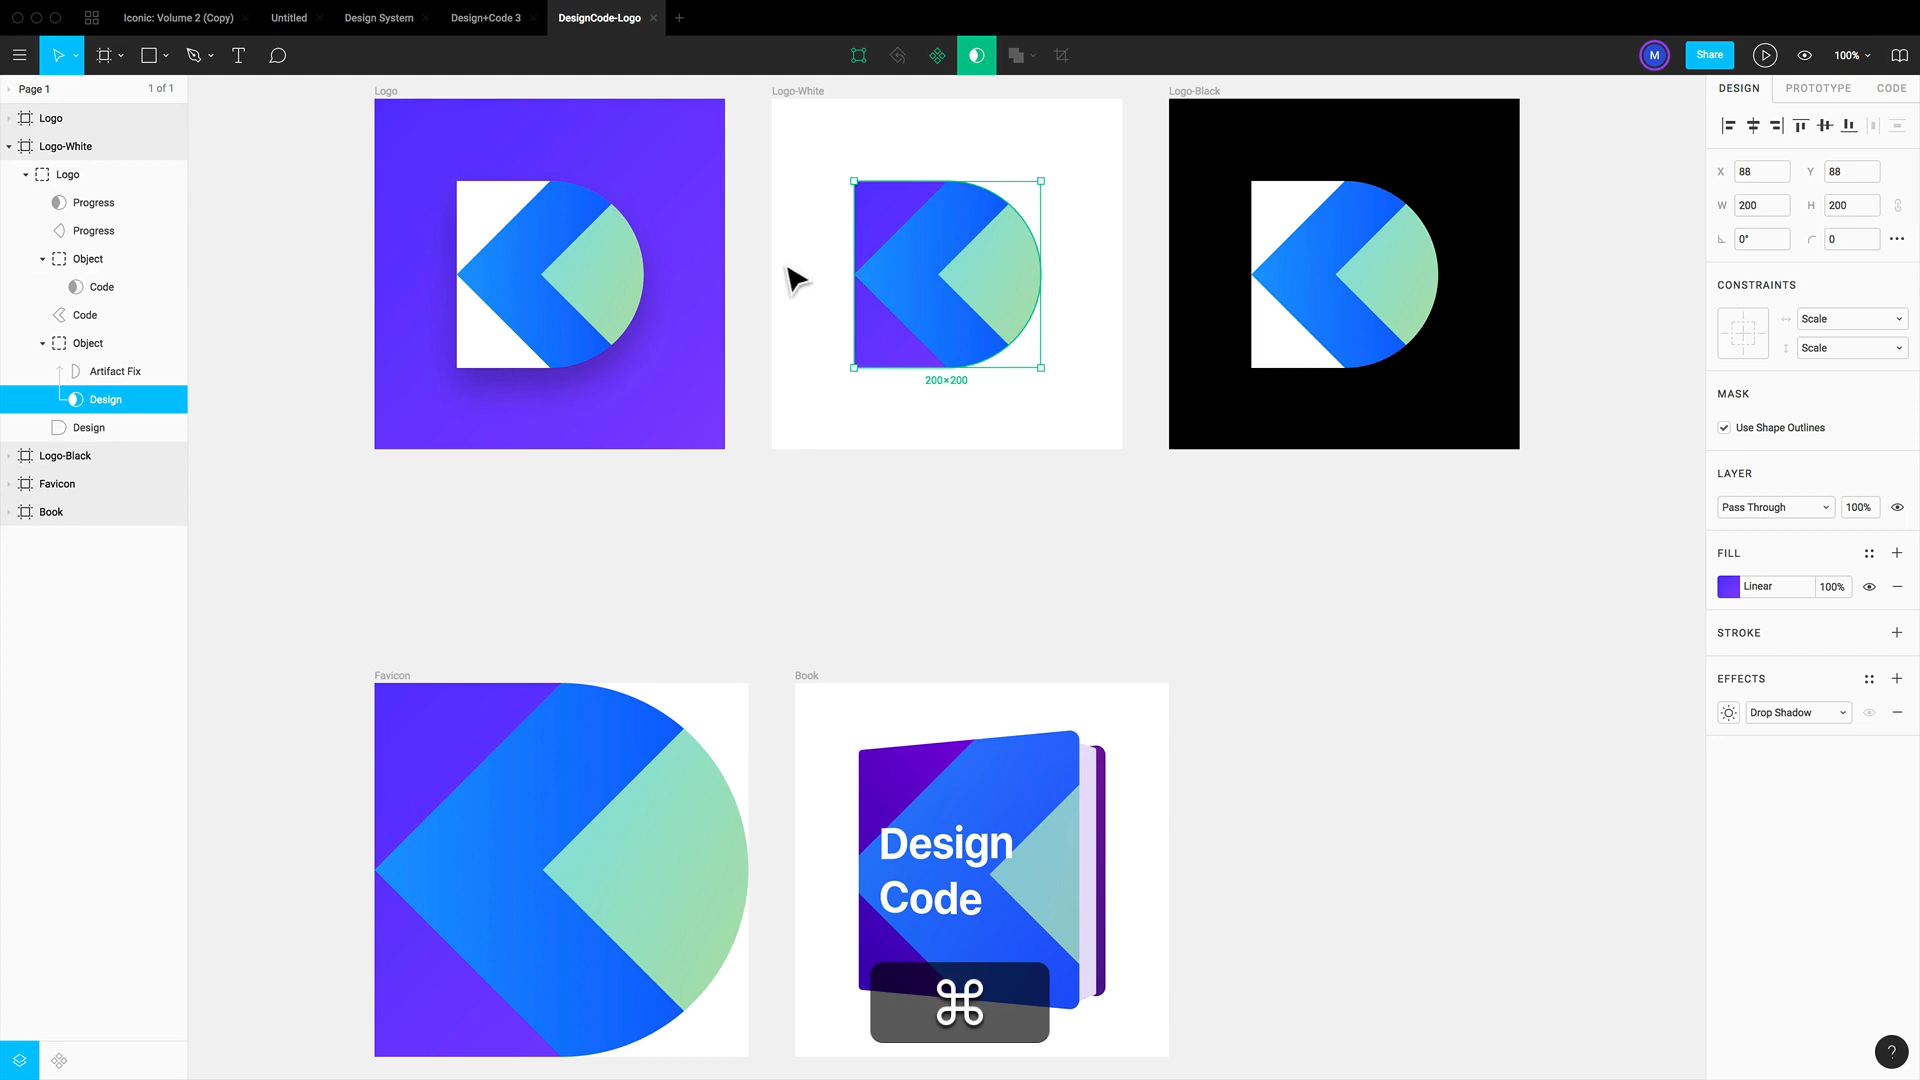 Iconic: Volume 2 (Copy)
Untitled
Design System
Design+Code 3
DesignCode-Logo
M
Share
100%
Page 1
1 of 1
Logo
Logo-White
Logo
Progress
Progress
Object
Code
Code
Object
Artifact Fix
Design
Design
Logo-Black
Favicon
Book
Logo
Logo-White
200×200
Logo-Black
Favicon
Book
Design
Code
⌘
DESIGN
PROTOTYPE
CODE
X 88
Y 88
W 200
H 200
0°
0
CONSTRAINTS
Scale
Scale
MASK
Use Shape Outlines
LAYER
Pass Through
100%
FILL
Linear
100%
STROKE
EFFECTS
Drop Shadow
?